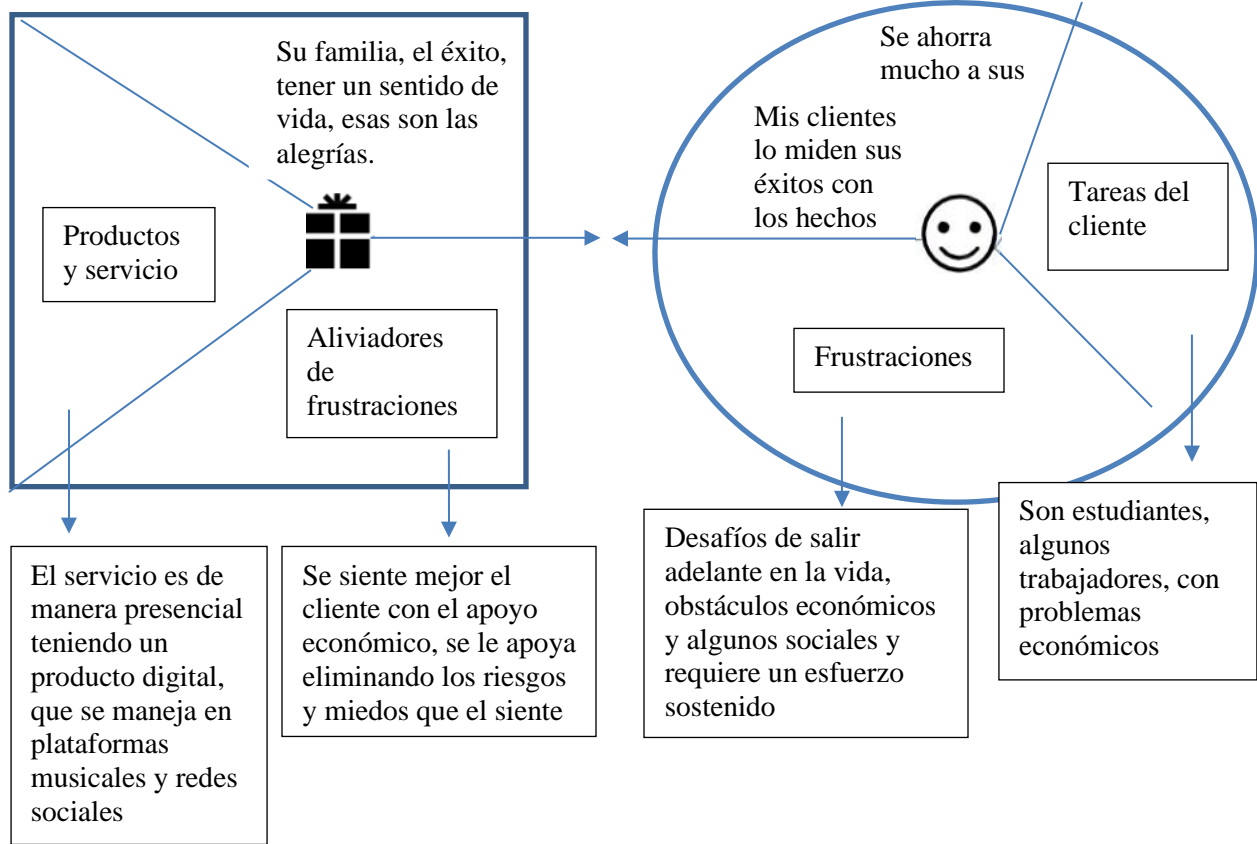 Su familia, el éxito,
tener un sentido de
vida, esas son las
alegrías.
Productos
y servicio
Aliviadores
de
frustraciones
Se ahorra
mucho a sus
Mis clientes
lo miden sus
éxitos con
los hechos
Tareas del
cliente
Frustraciones
El servicio es de
manera presencial
teniendo un
producto digital,
que se maneja en
plataformas
musicales y redes
sociales
Se siente mejor el
cliente con el apoyo
económico, se le apoya
eliminando los riesgos
y miedos que el siente
Desafíos de salir
adelante en la vida,
obstáculos económicos
y algunos sociales y
requiere un esfuerzo
sostenido
Son estudiantes,
algunos
trabajadores, con
problemas
económicos